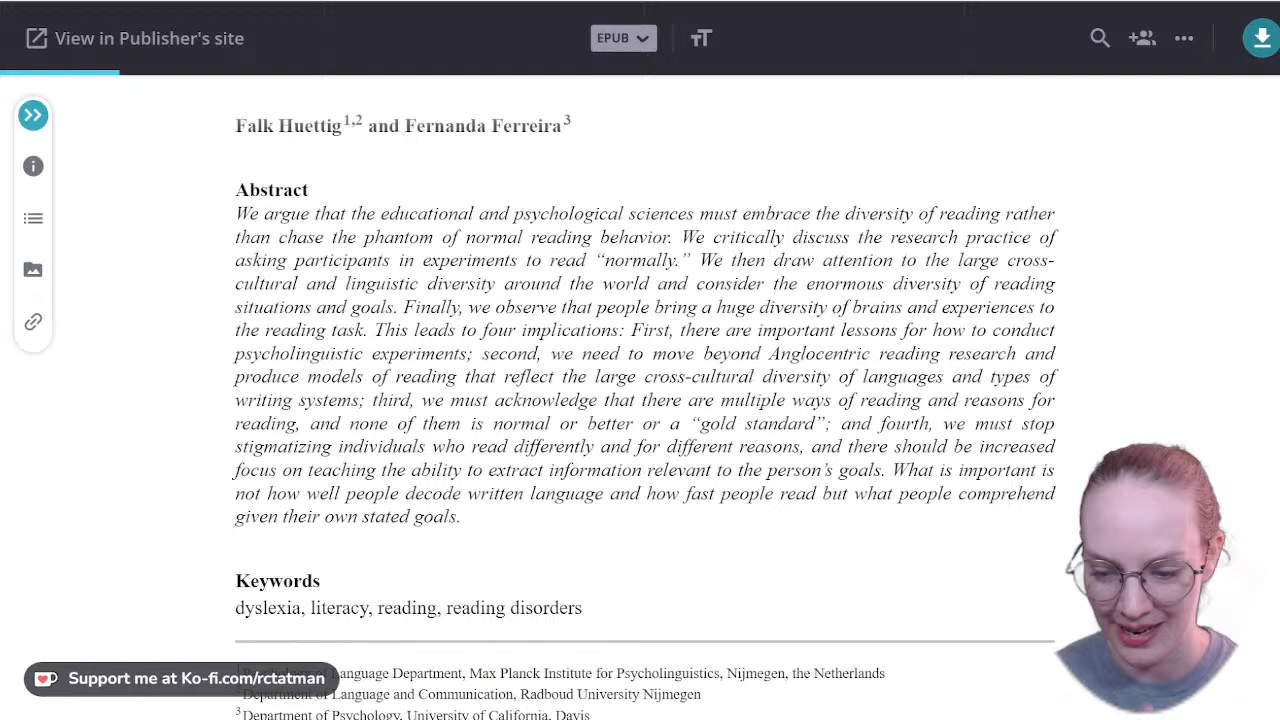 View in Publisher's site
EPUB
Falk Huettig1,2 and Fernanda Ferreira3
Abstract
We argue that the educational and psychological sciences must embrace the diversity of reading rather
than chase the phantom of normal reading behavior. We critically discuss the research practice of
asking participants in experiments to read “normally.” We then draw attention to the large cross-
cultural and linguistic diversity around the world and consider the enormous diversity of reading
situations and goals. Finally, we observe that people bring a huge diversity of brains and experiences to
the reading task. This leads to four implications: First, there are important lessons for how to conduct
psycholinguistic experiments; second, we need to move beyond Anglocentric reading research and
produce models of reading that reflect the large cross-cultural diversity of languages and types of
writing systems; third, we must acknowledge that there are multiple ways of reading and reasons for
reading, and none of them is normal or better or a “gold standard”; and fourth, we must stop
stigmatizing individuals who read differently and for different reasons, and there should be increased
focus on teaching the ability to extract information relevant to the person’s goals. What is important is
not how well people decode written language and how fast people read but what people comprehend
given their own stated goals.
Keywords
dyslexia, literacy, reading, reading disorders
Language Department, Max Planck Institute for Psycholinguistics, Nijmegen, the Netherlands
Support me at Ko-fi.com/rctatman
Department of Language and Communication, Radboud University Nijmegen
3Department of Psychology, University of California, Davis